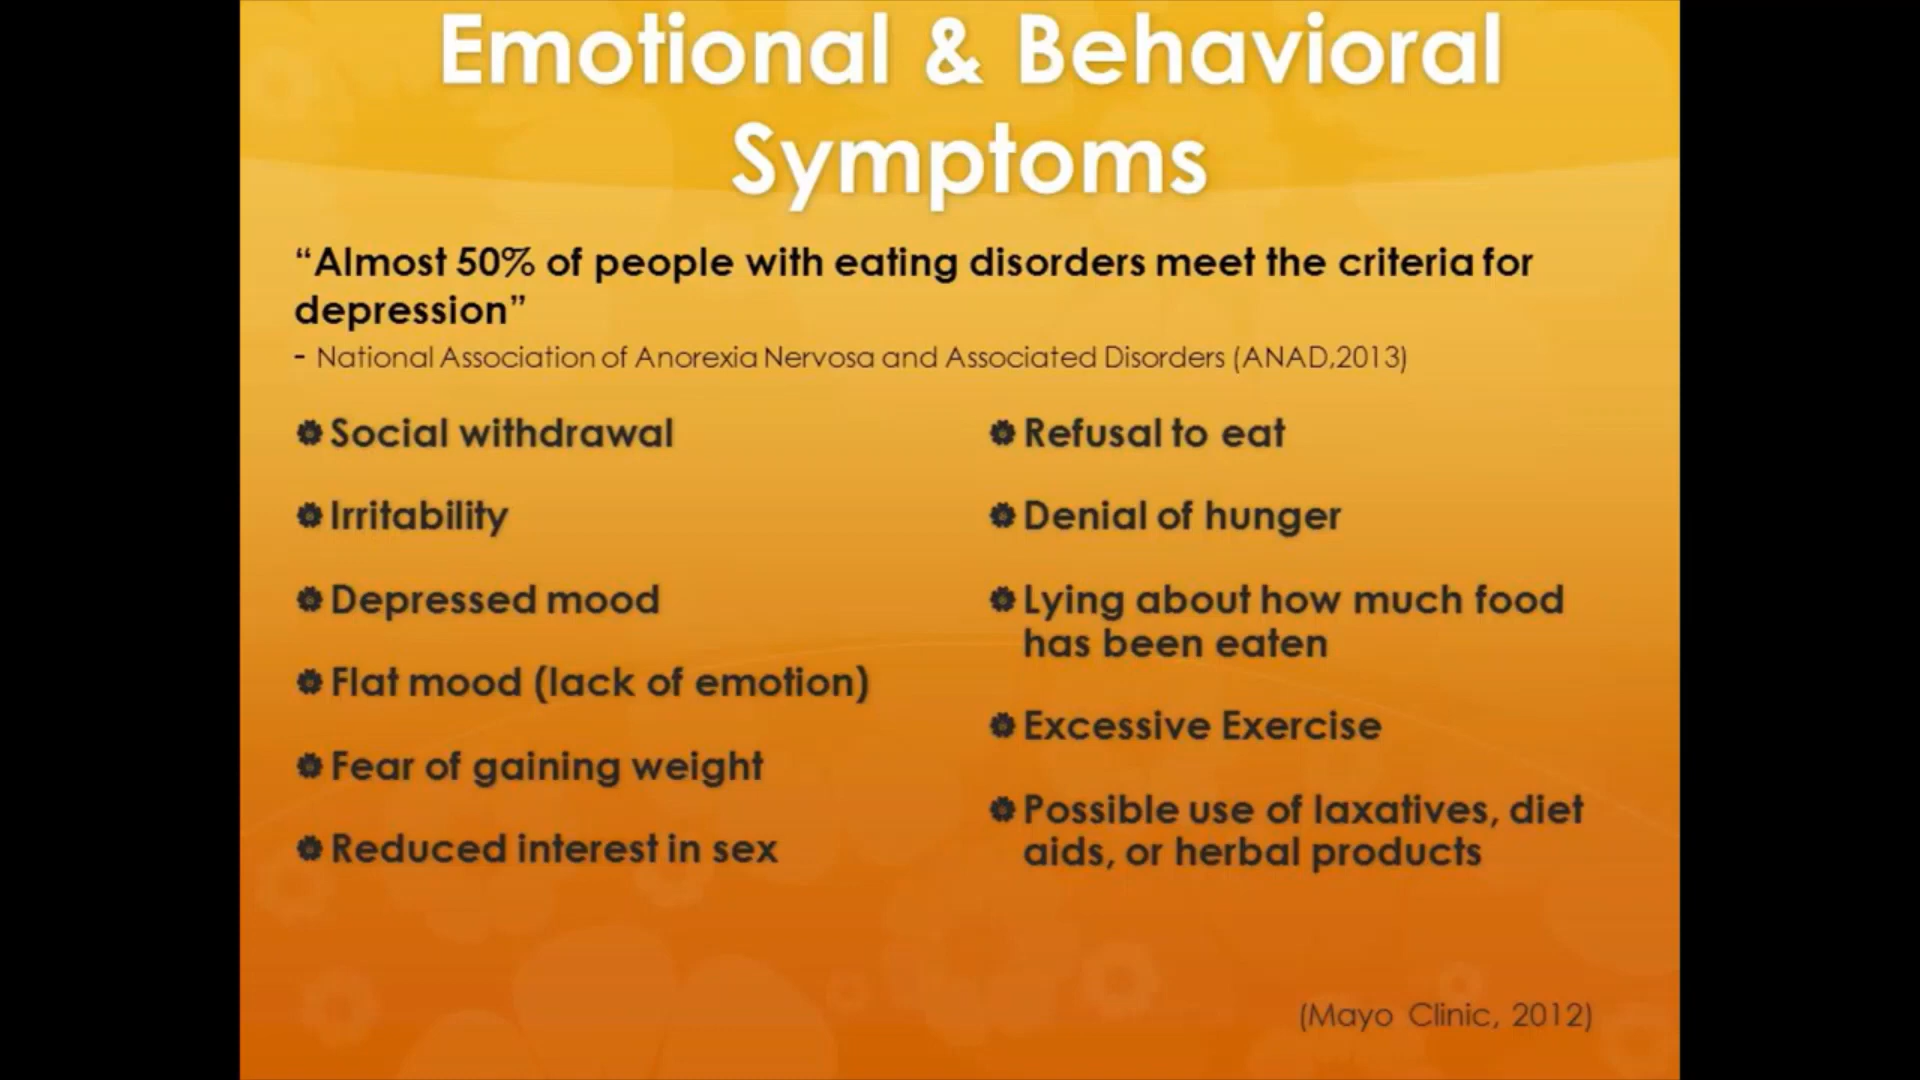 Emotional & Behavioral
Symptoms
“Almost 50% of people with eating disorders meet the criteria for
depression”
- National Association of Anorexia Nervosa and Associated Disorders (ANAD,2013)
Social withdrawal
Irritability
Depressed mood
Flat mood (lack of emotion)
Fear of gaining weight
Reduced interest in sex
Refusal to eat
Denial of hunger
Lying about how much food
has been eaten
Excessive Exercise
Possible use of laxatives, diet
aids, or herbal products
(Mayo Clinic, 2012)